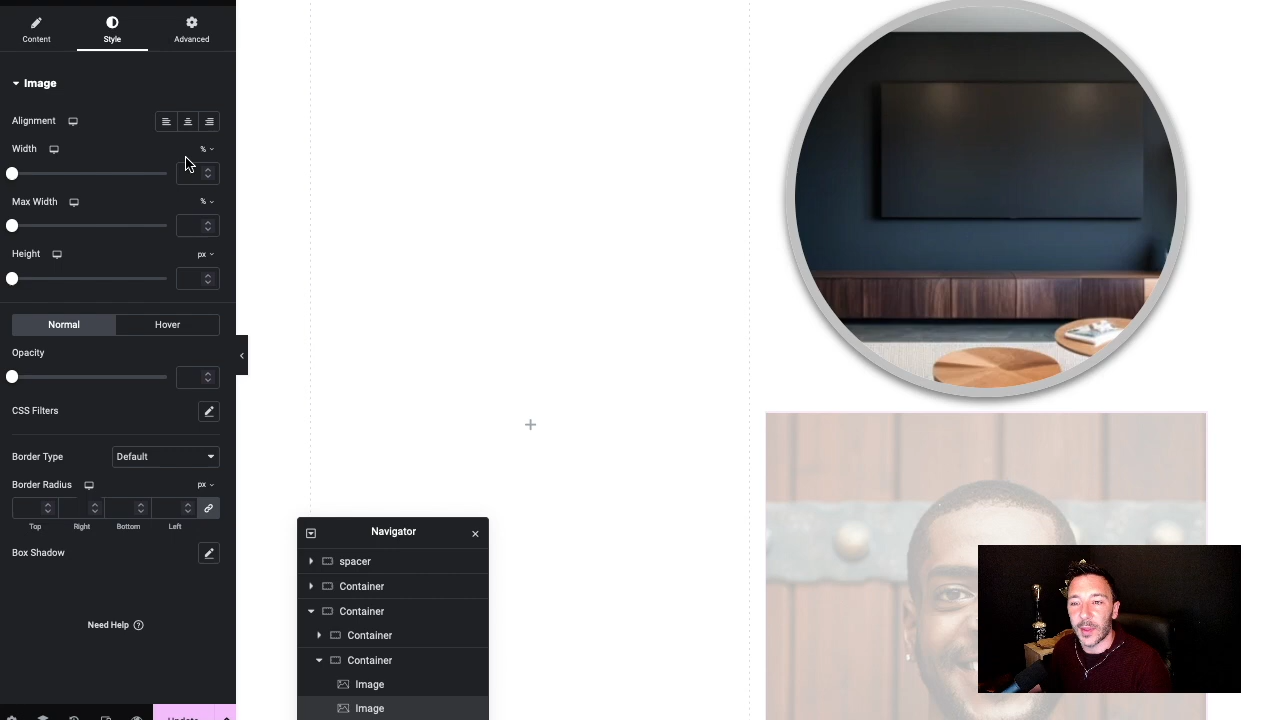 Content
Style
Advanced
Image
Alignment
Width
%
Max Width
%
Height
px
Normal
Hover
Opacity
CSS Filters
Border Type
Default
Border Radius
px
Top
Right
Bottom
Left
Box Shadow
Need Help
Update
Navigator
spacer
Container
Container
Container
Container
Image
Image